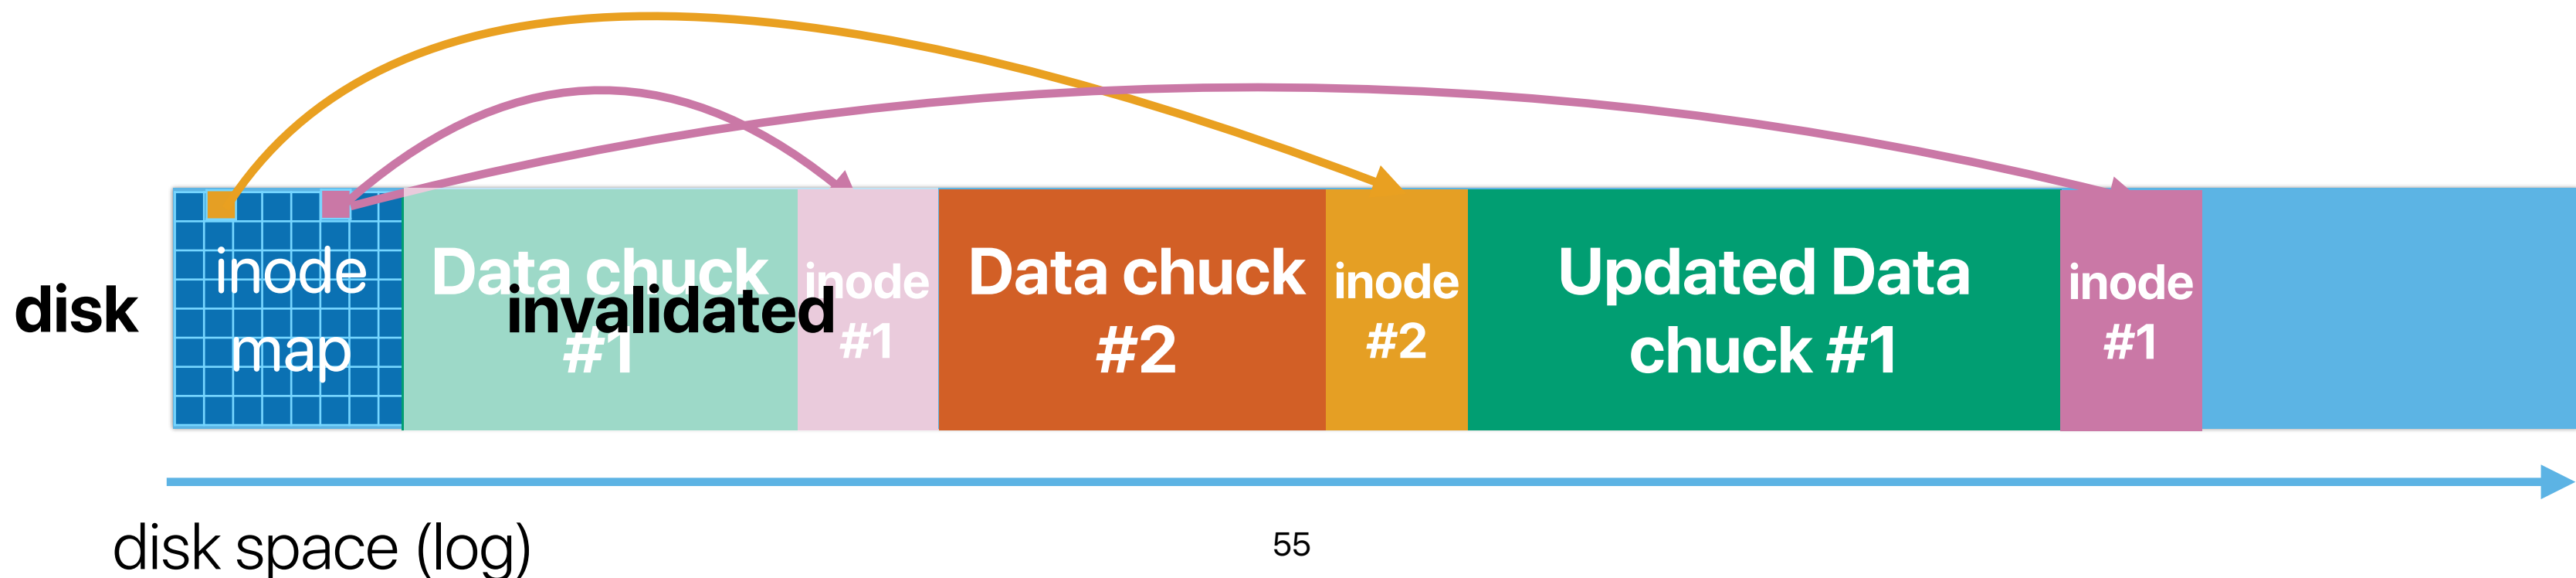 disk
inode
map
Data chuck
#1
invalidated
inode
#1
Data chuck
#2
inode
#2
Updated Data
chuck #1
inode
#1
disk space (log)
55